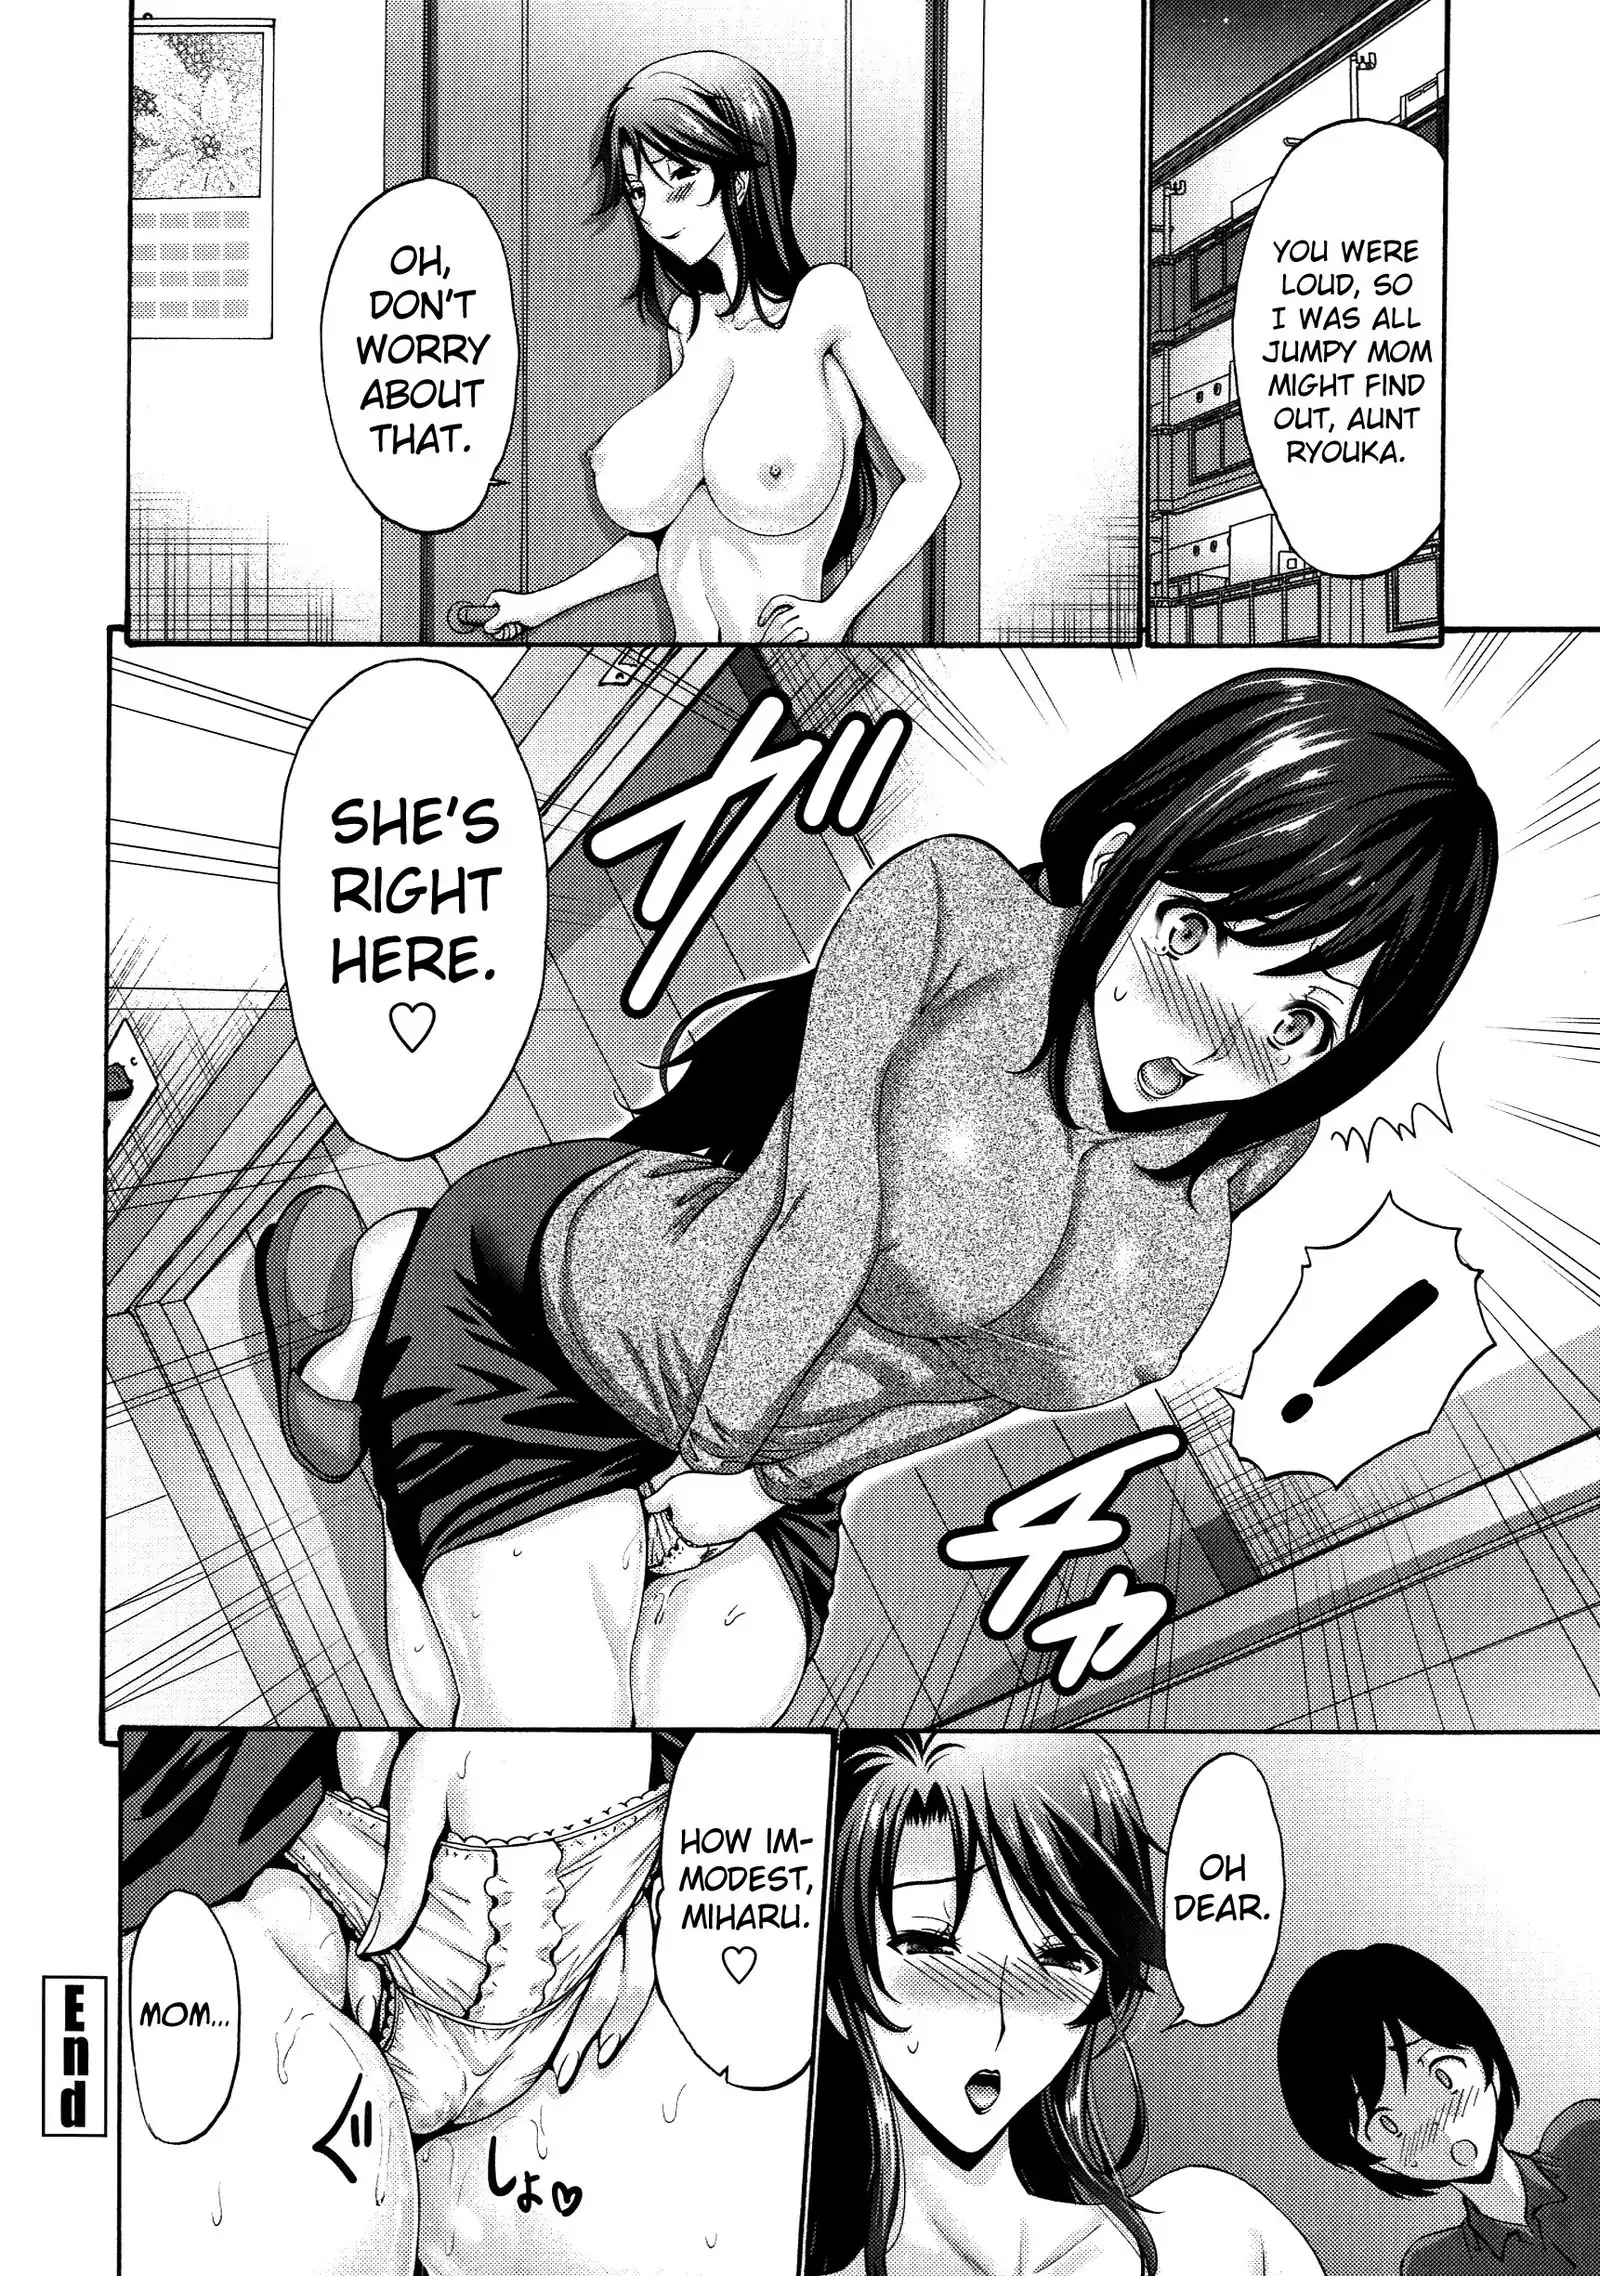 YOU WERE
LOUD, SO
I WAS ALL
JUMPY MOM
MIGHT FIND
OUT, AUNT
RYOUKA.
OH,
DON'T
WORRY
ABOUT
THAT.
SHE'S
RIGHT
HERE.
♡
ガチャ
!
OH
DEAR.
HOW IM-
MODEST,
MIHARU.
♡
MOM...
ぐしょ♡
End